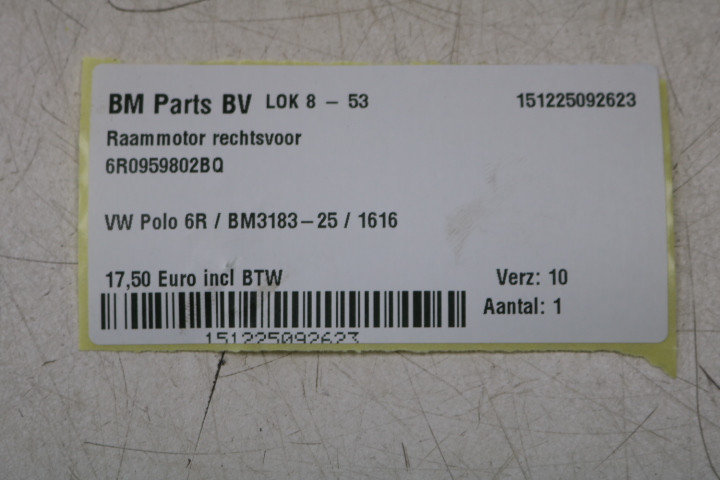 BM Parts BV LOK 8 - 53 151225092623
Raammotor rechtsvoor
6R0959802BQ
VW Polo 6R / BM3183-25 / 1616
17,50 Euro incl BTW Verz: 10
Aantal: 1
151225092623